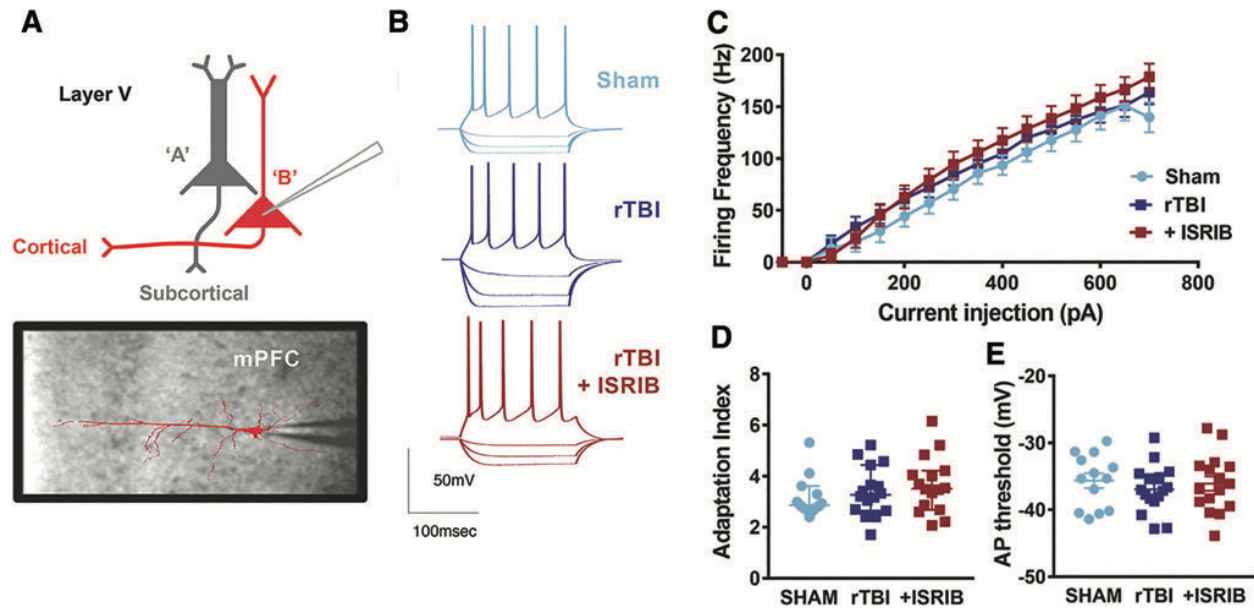 A
Layer V
'A'
'B'
Cortical
Subcortical
mPFC
B
Sham
rTBI
rTBI
+ ISRIB
50mV
100msec
C
Firing Frequency (Hz)
200
150
100
50
0
0 200 400 600 800
Current injection (pA)
Sham
rTBI
+ ISRIB
D
Adaptation Index
8
6
4
2
0
SHAM rTBI +ISRIB
E
AP threshold (mV)
-20
-30
-40
-50
SHAM rTBI +ISRIB